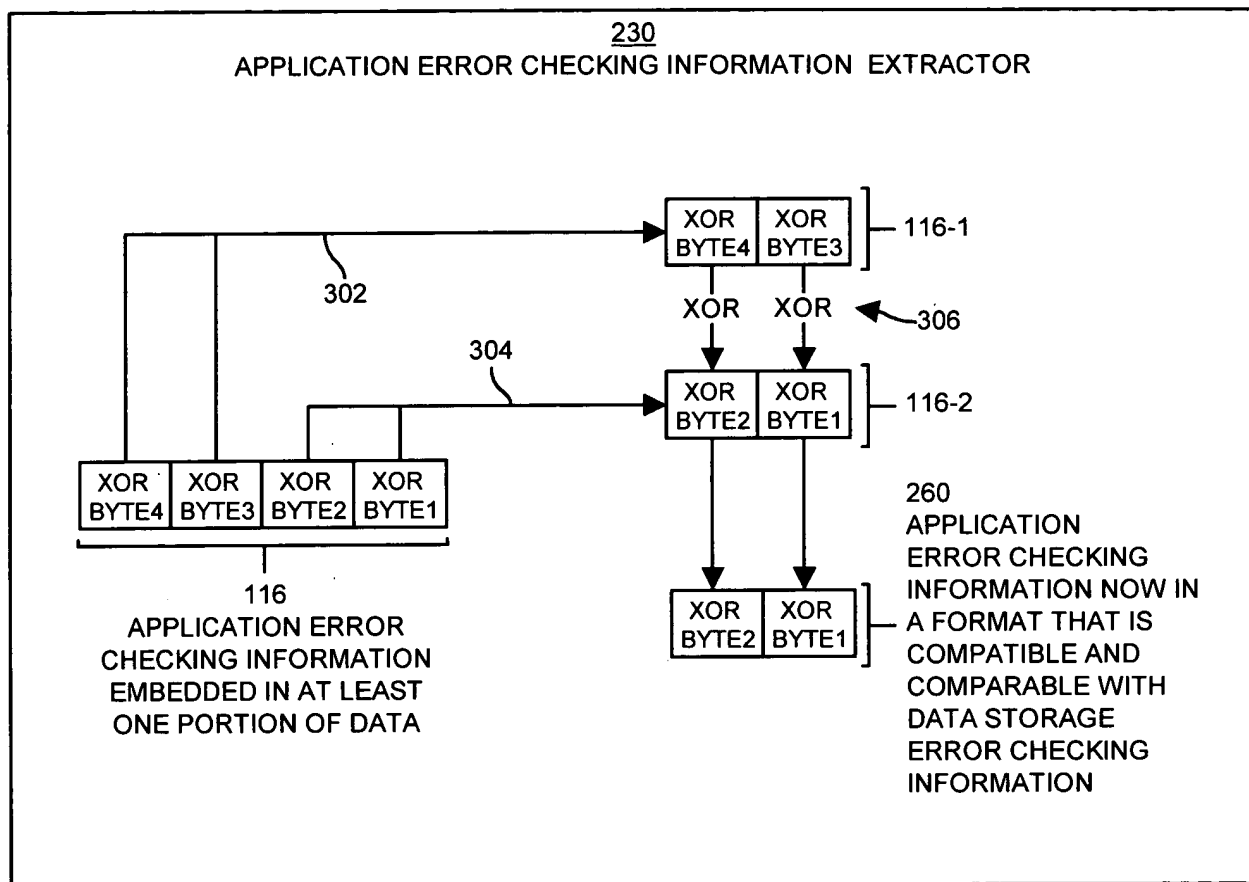 230
APPLICATION ERROR CHECKING INFORMATION EXTRACTOR
XOR BYTE4
XOR BYTE3
116-1
302
XOR
XOR
306
304
XOR BYTE2
XOR BYTE1
116-2
XOR BYTE4
XOR BYTE3
XOR BYTE2
XOR BYTE1
116
APPLICATION ERROR
CHECKING INFORMATION
EMBEDDED IN AT LEAST
ONE PORTION OF DATA
XOR BYTE2
XOR BYTE1
260
APPLICATION
ERROR CHECKING
INFORMATION NOW IN
A FORMAT THAT IS
COMPATIBLE AND
COMPARABLE WITH
DATA STORAGE
ERROR CHECKING
INFORMATION